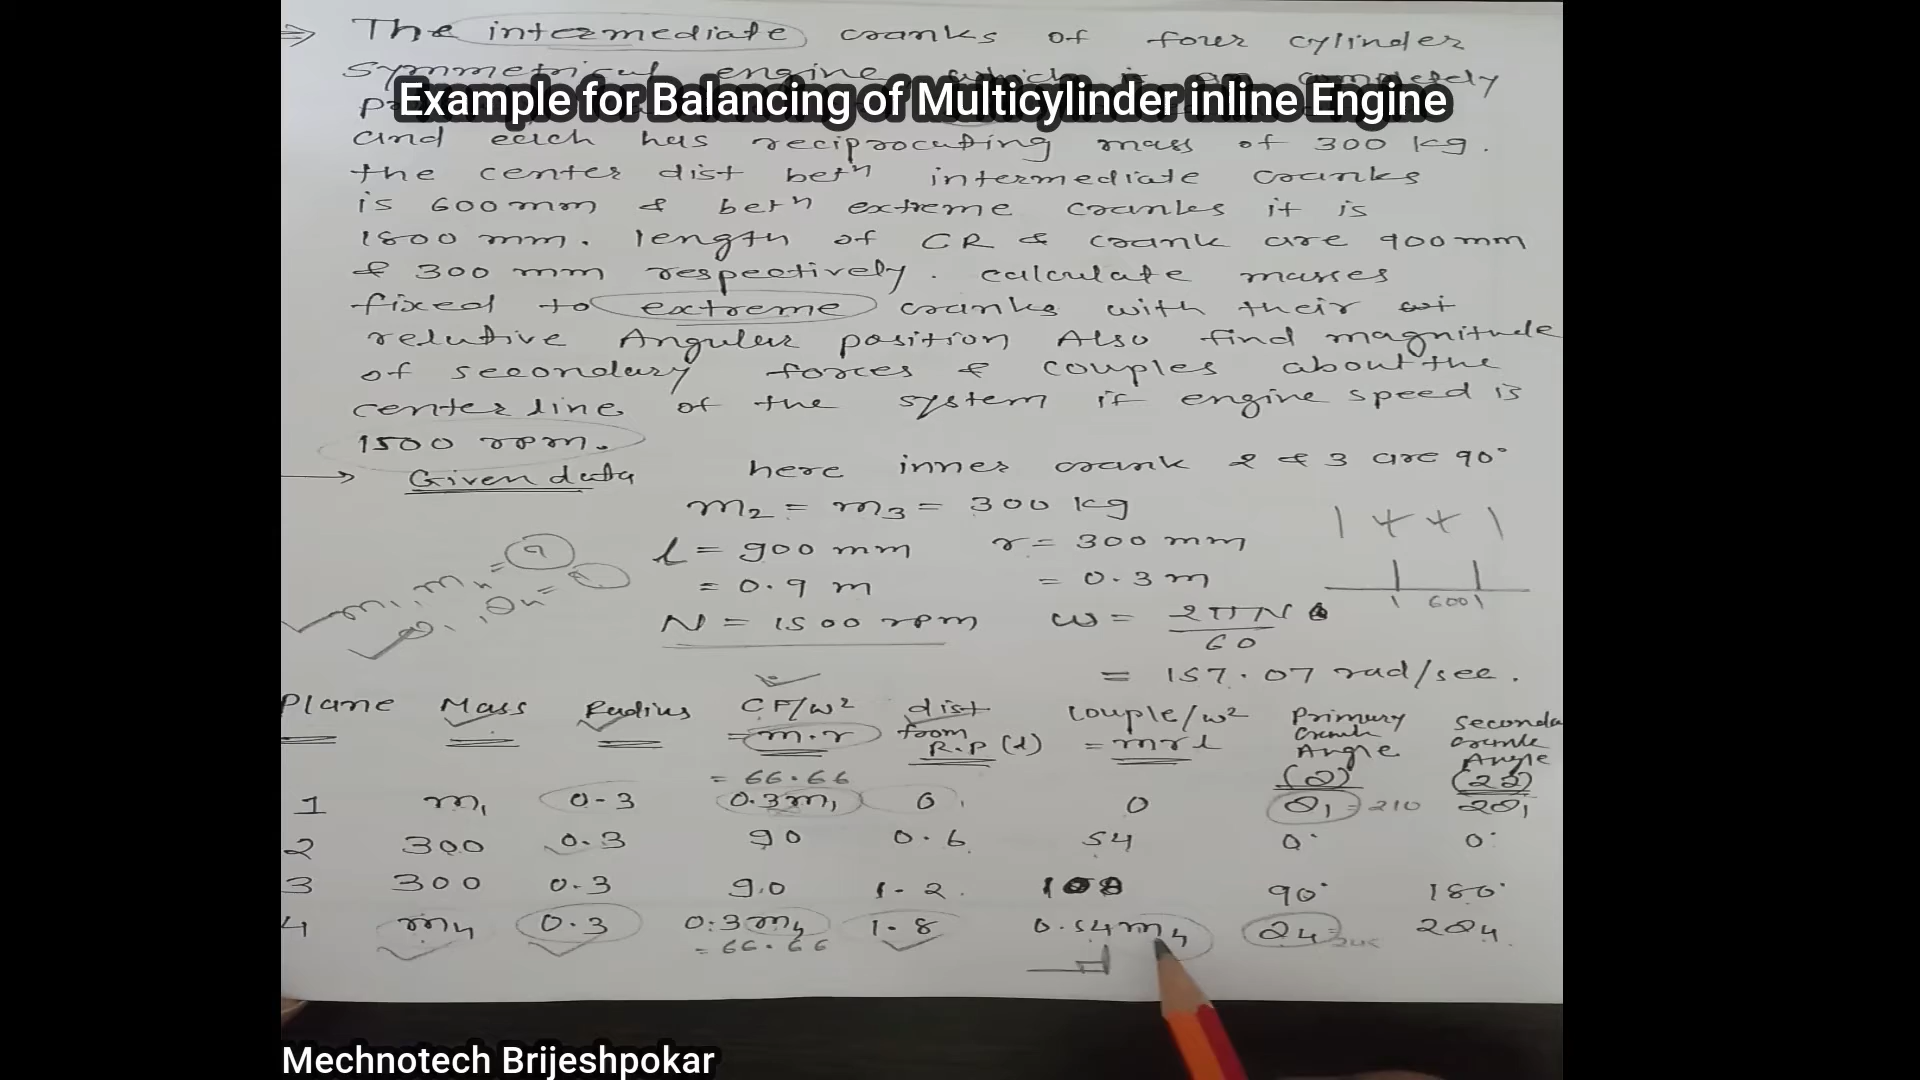 ⇒ The intermediate cranks of four cylinder
symmetrical engine which is completely
Example for Balancing of Multicylinder inline Engine
and each has reciprocating mass of 300 kg.
the center dist betn intermediate cranks
is 600 mm & betn extreme cranks it is
1800 mm. length of CR & crank are 900 mm
& 300 mm respectively. calculate masses
fixed to extreme cranks with their
relative Angular position Also find magnitude
of secondary forces & couples about the
center line of the system if engine speed is
1500 rpm.
→ Given data here inner crank 2 & 3 are 90°
m2 = m3 = 300 kg
l = 900 mm r = 300 mm
= 0.9 m = 0.3 m
600
N = 1500 rpm ω = 2πN / 60
= 157.07 rad/sec.
Plane Mass Radius CF/ω² = m.r dist from R.P (l) couple/ω² = mrl Primary Crank Angle (θ) Seconda Crank Angle (2θ)
= 66.66
1 m1 0.3 0.3m1 0 0 θ1 = 210 2θ1
2 300 0.3 90 0.6 54 0° 0°
3 300 0.3 90 1.2 108 90° 180°
4 m4 0.3 0.3m4 1.8 0.54m4 θ4 2θ4
= 66.66
Mechnotech Brijeshpokar